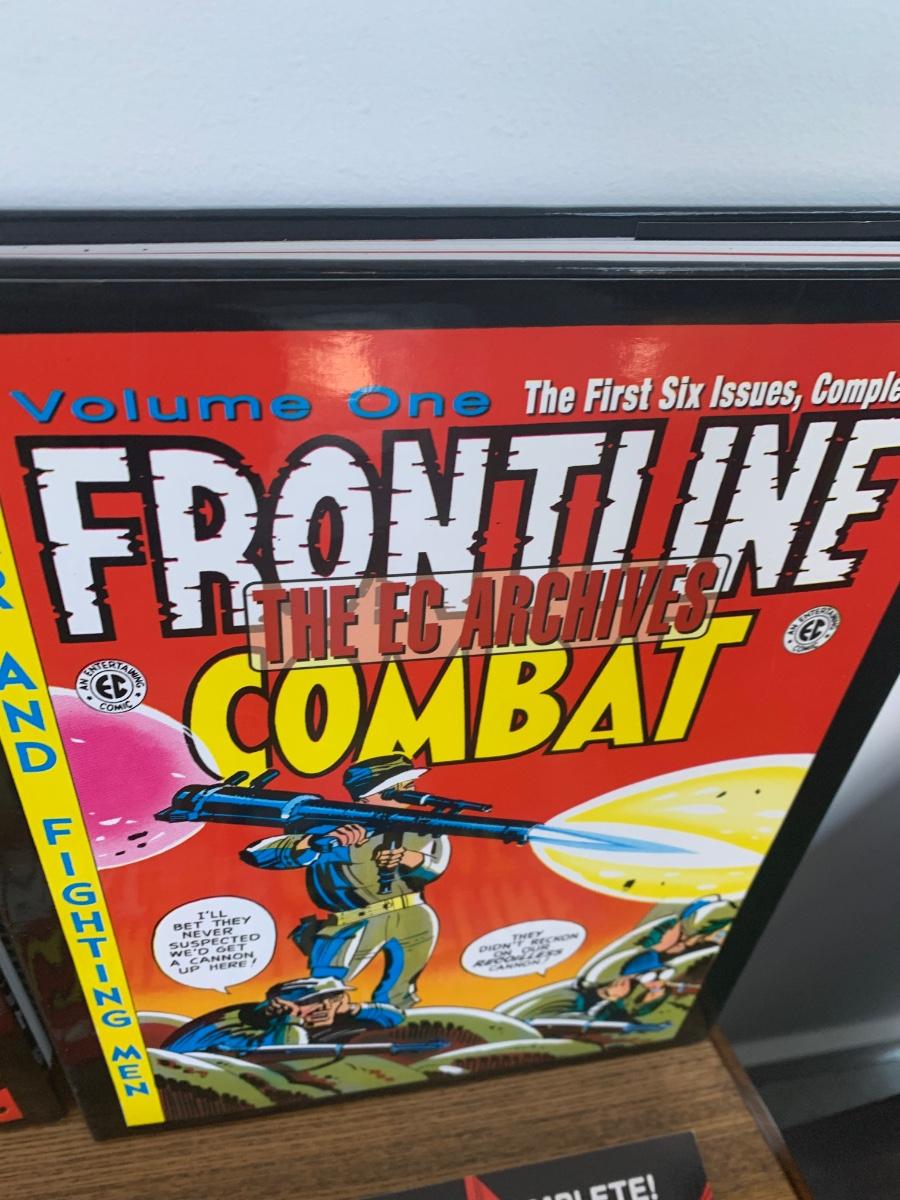 Volume One
The First Six Issues, Comple
FRONTLINE
THE EC ARCHIVES
COMBAT
AN ENTERTAINING
EC
COMIC
AN ENTERTAINING
EC
COMIC
AND FIGHTING MEN
I'LL
BET THEY
NEVER
SUSPECTED
WE'D GET
A CANNON
UP HERE!
THEY
DIDN'T RECKON
ON OUR
RECOILLESS
CANNON!
MPLETE!